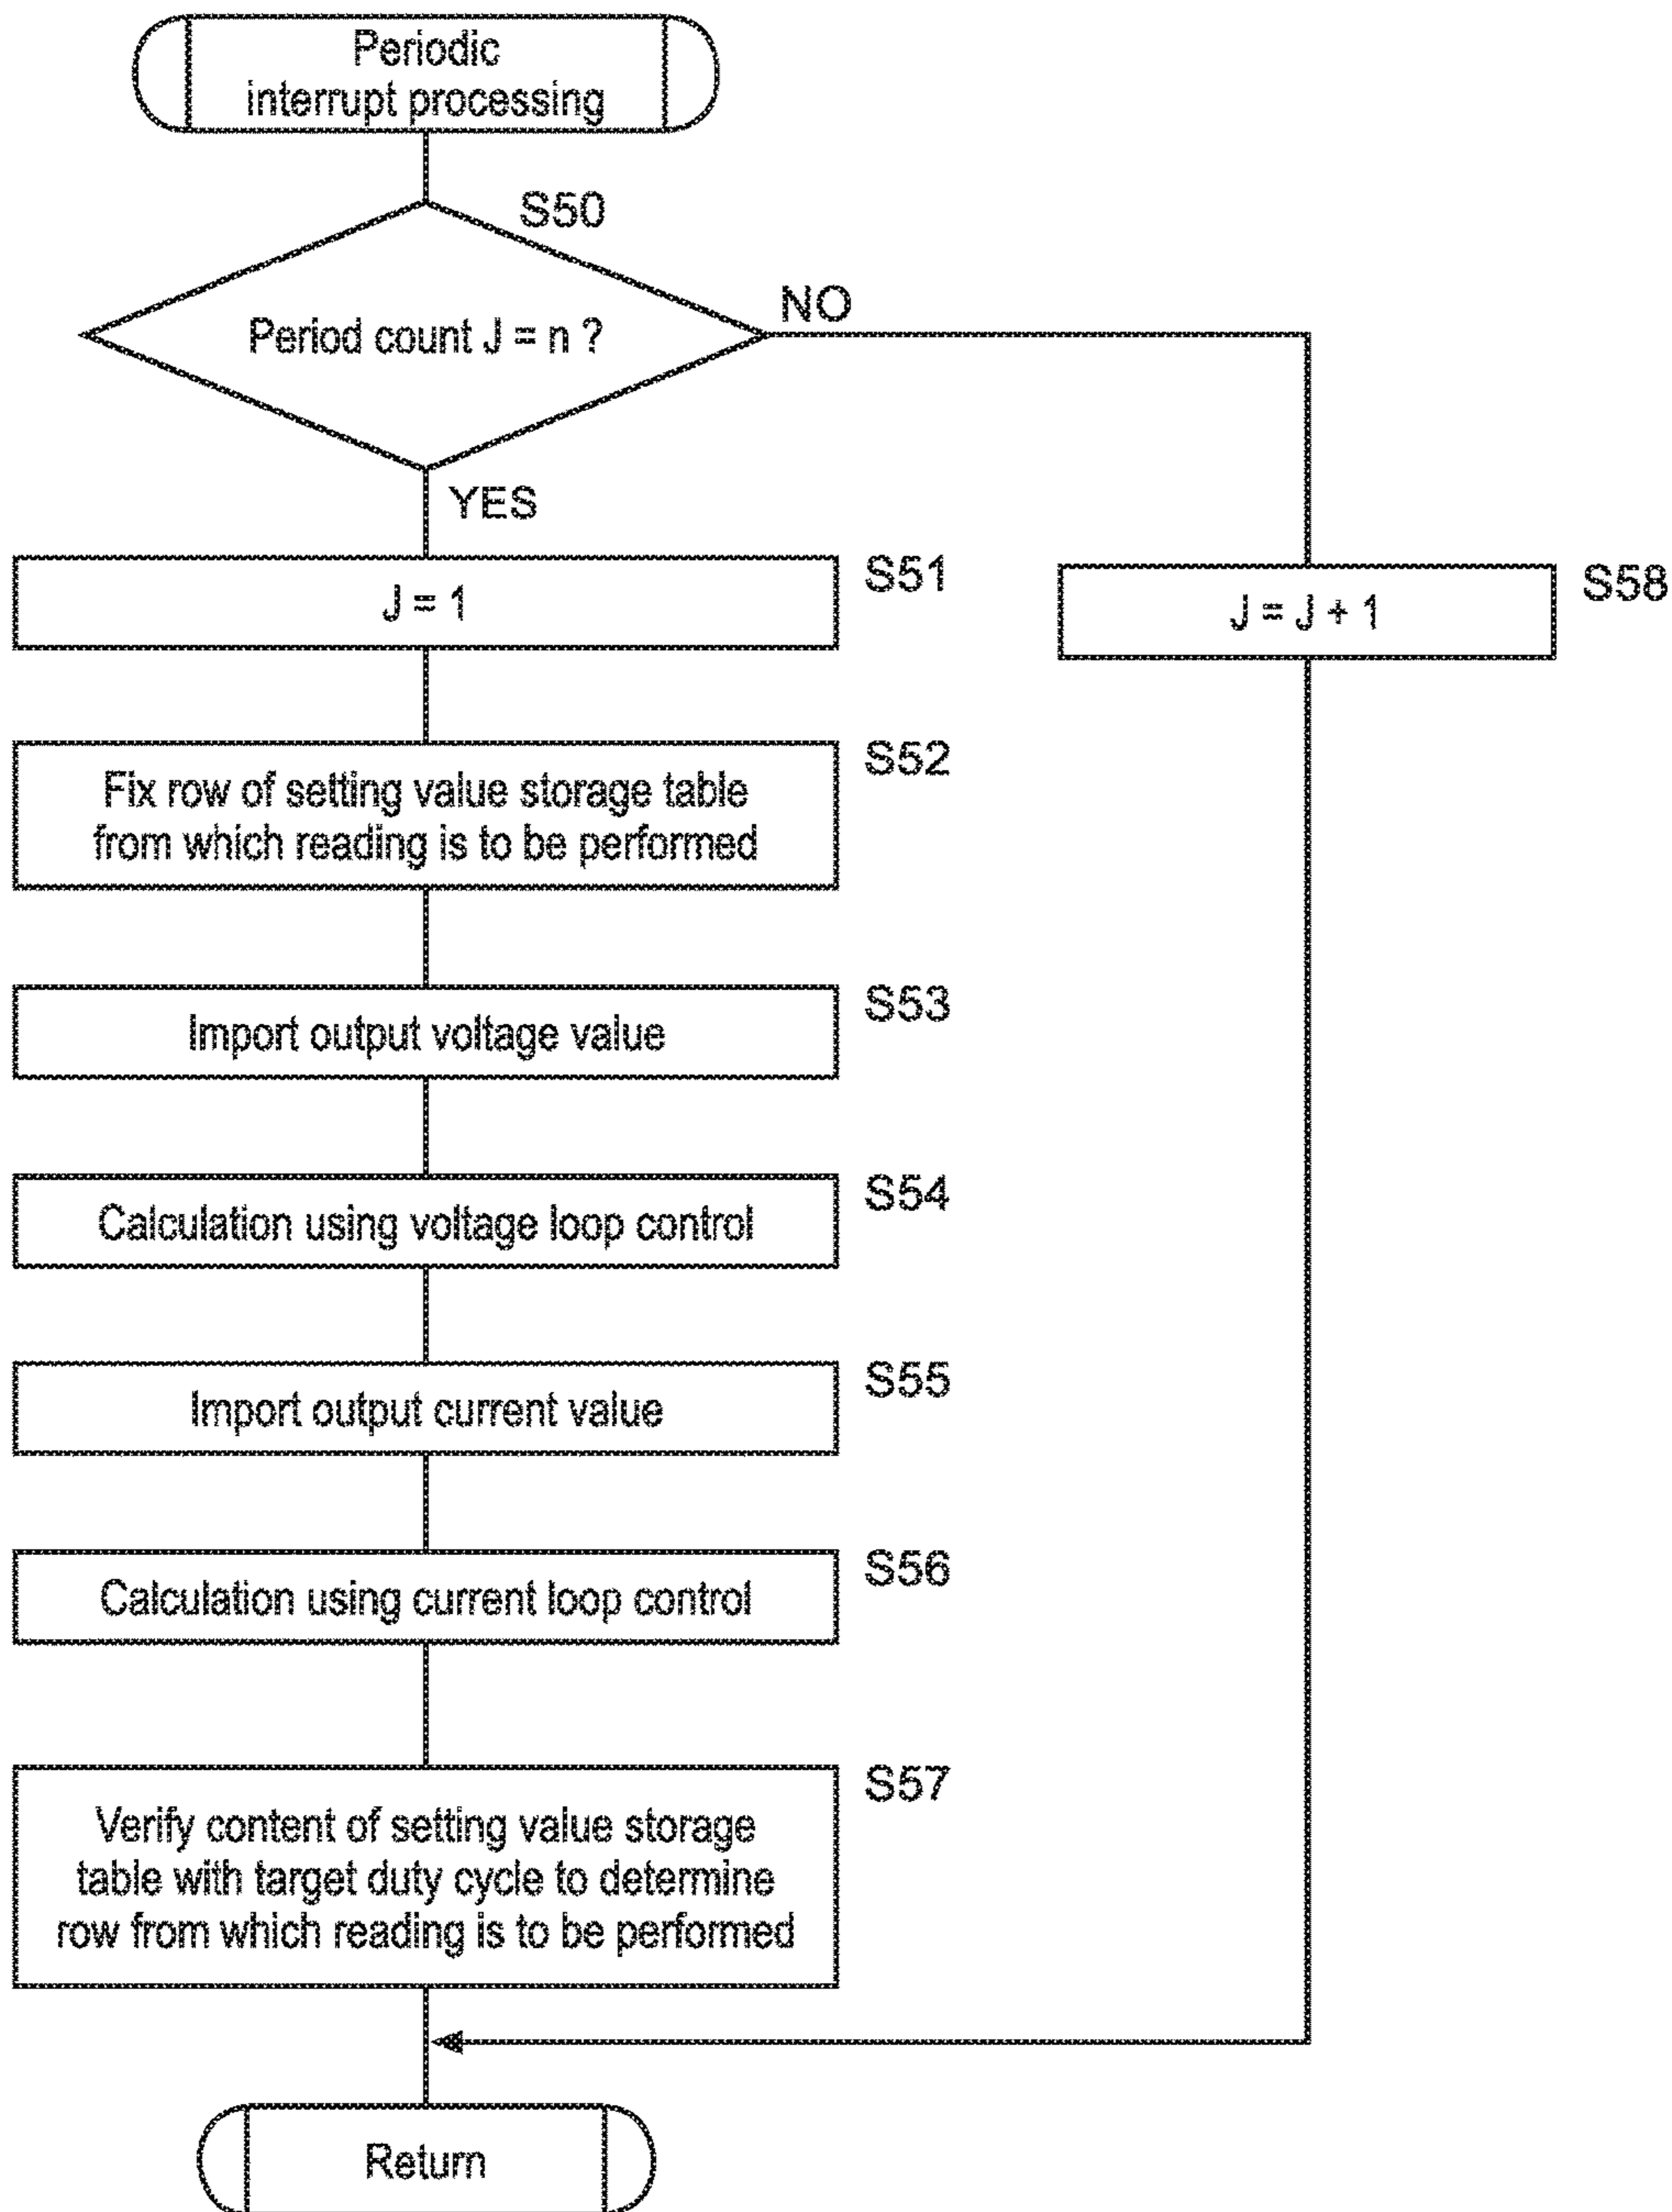 Periodic
interrupt processing
S50
Period count J = n ?
NO
YES
J = 1
S51
J = J + 1
S58
Fix row of setting value storage table
from which reading is to be performed
S52
Import output voltage value
S53
Calculation using voltage loop control
S54
Import output current value
S55
Calculation using current loop control
S56
Verify content of setting value storage
table with target duty cycle to determine
row from which reading is to be performed
S57
Return